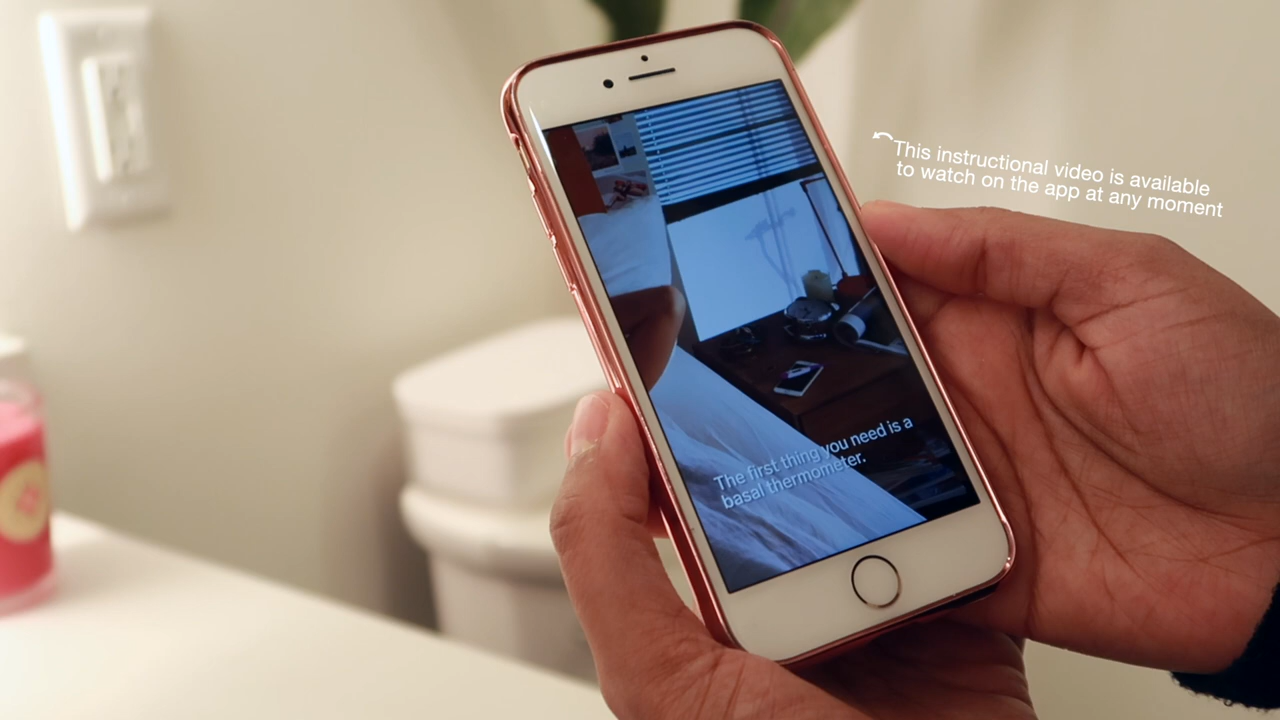 This instructional video is available
to watch on the app at any moment
The first thing you need is a
basal thermometer.